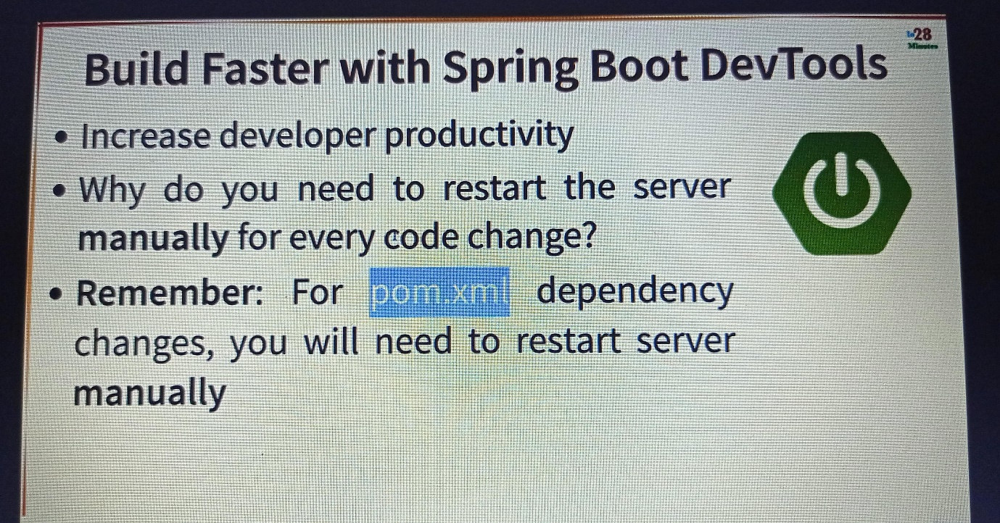 in28
Minutes
Build Faster with Spring Boot DevTools
• Increase developer productivity
• Why do you need to restart the server
manually for every code change?
• Remember: For pom.xml dependency
changes, you will need to restart server
manually